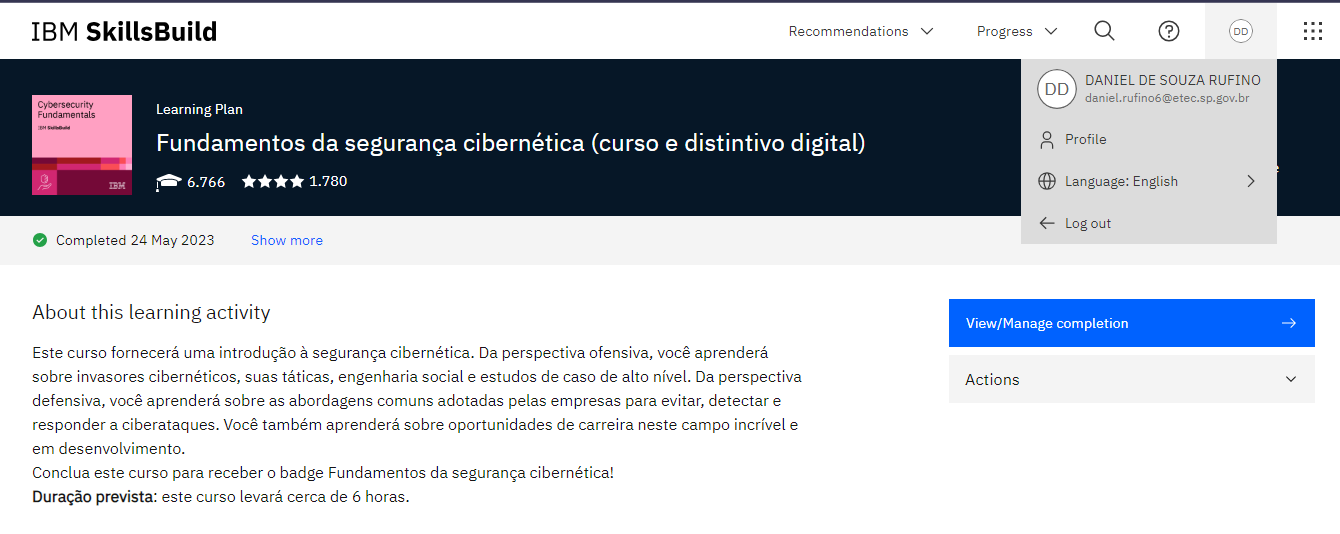 IBM SkillsBuild
Recommendations
Progress
DD
DD
DANIEL DE SOUZA RUFINO
daniel.rufino6@etec.sp.gov.br
Profile
Language: English
Log out
Cybersecurity
Fundamentals
IBM SkillsBuild
IBM
Learning Plan
Fundamentos da segurança cibernética (curso e distintivo digital)
6.766
1.780
Completed 24 May 2023
Show more
About this learning activity
Este curso fornecerá uma introdução à segurança cibernética. Da perspectiva ofensiva, você aprenderá
sobre invasores cibernéticos, suas táticas, engenharia social e estudos de caso de alto nível. Da perspectiva
defensiva, você aprenderá sobre as abordagens comuns adotadas pelas empresas para evitar, detectar e
responder a ciberataques. Você também aprenderá sobre oportunidades de carreira neste campo incrível e
em desenvolvimento.
Conclua este curso para receber o badge Fundamentos da segurança cibernética!
Duração prevista: este curso levará cerca de 6 horas.
View/Manage completion
Actions